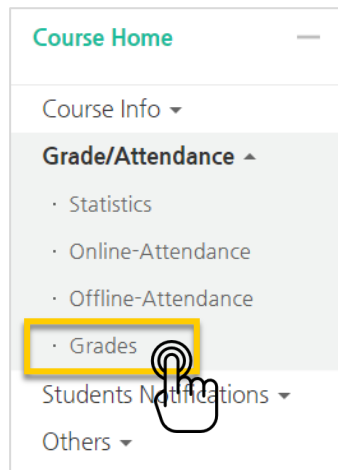 Course Home
Course Info
Grade/Attendance
· Statistics
· Online-Attendance
· Offline-Attendance
· Grades
Students Notifications
Others